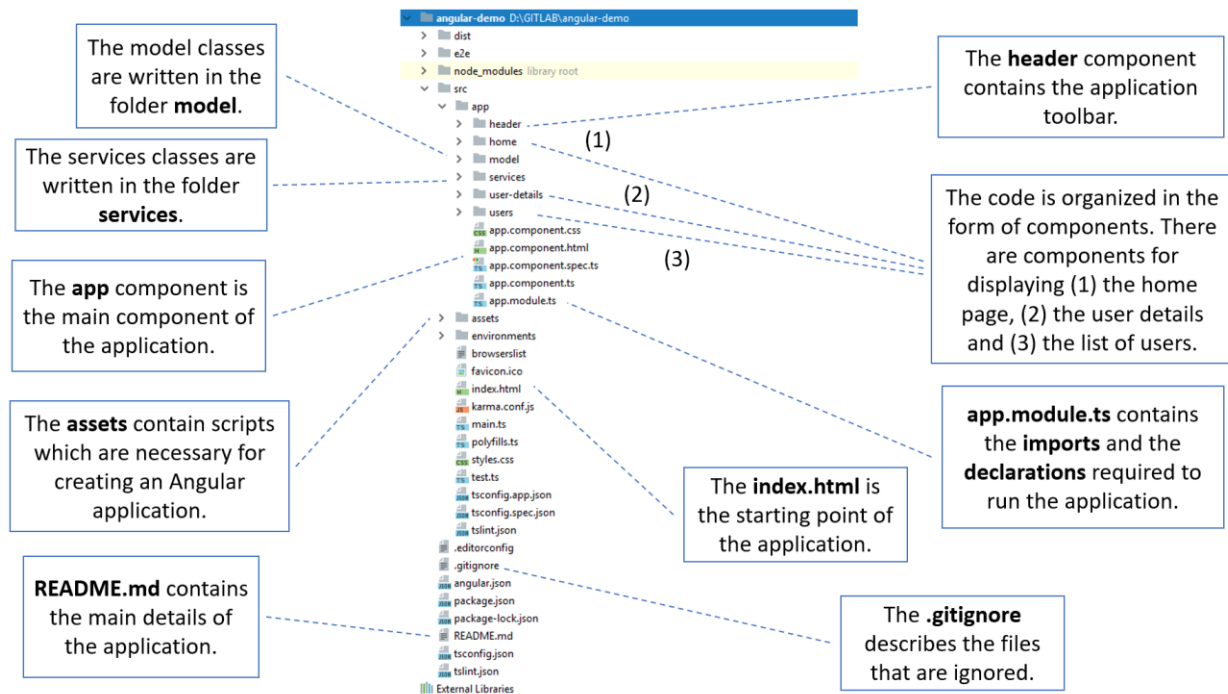 angular-demo D:\GITLAB\angular-demo
dist
e2e
node_modules library root
src
app
header
home
model
services
user-details
users
app.component.css
app.component.html
app.component.spec.ts
app.component.ts
app.module.ts
assets
environments
browserslist
favicon.ico
index.html
karma.conf.js
main.ts
polyfills.ts
styles.css
test.ts
tsconfig.app.json
tsconfig.spec.json
tslint.json
.editorconfig
.gitignore
angular.json
package.json
package-lock.json
README.md
tsconfig.json
tslint.json
External Libraries
(1)
(2)
(3)
The model classes
are written in the
folder model.
The services classes are
written in the folder
services.
The app component is
the main component of
the application.
The assets contain scripts
which are necessary for
creating an Angular
application.
README.md contains
the main details of
the application.
The header component
contains the application
toolbar.
The code is organized in the
form of components. There
are components for
displaying (1) the home
page, (2) the user details
and (3) the list of users.
app.module.ts contains
the imports and the
declarations required to
run the application.
The index.html is
the starting point of
the application.
The .gitignore
describes the files
that are ignored.